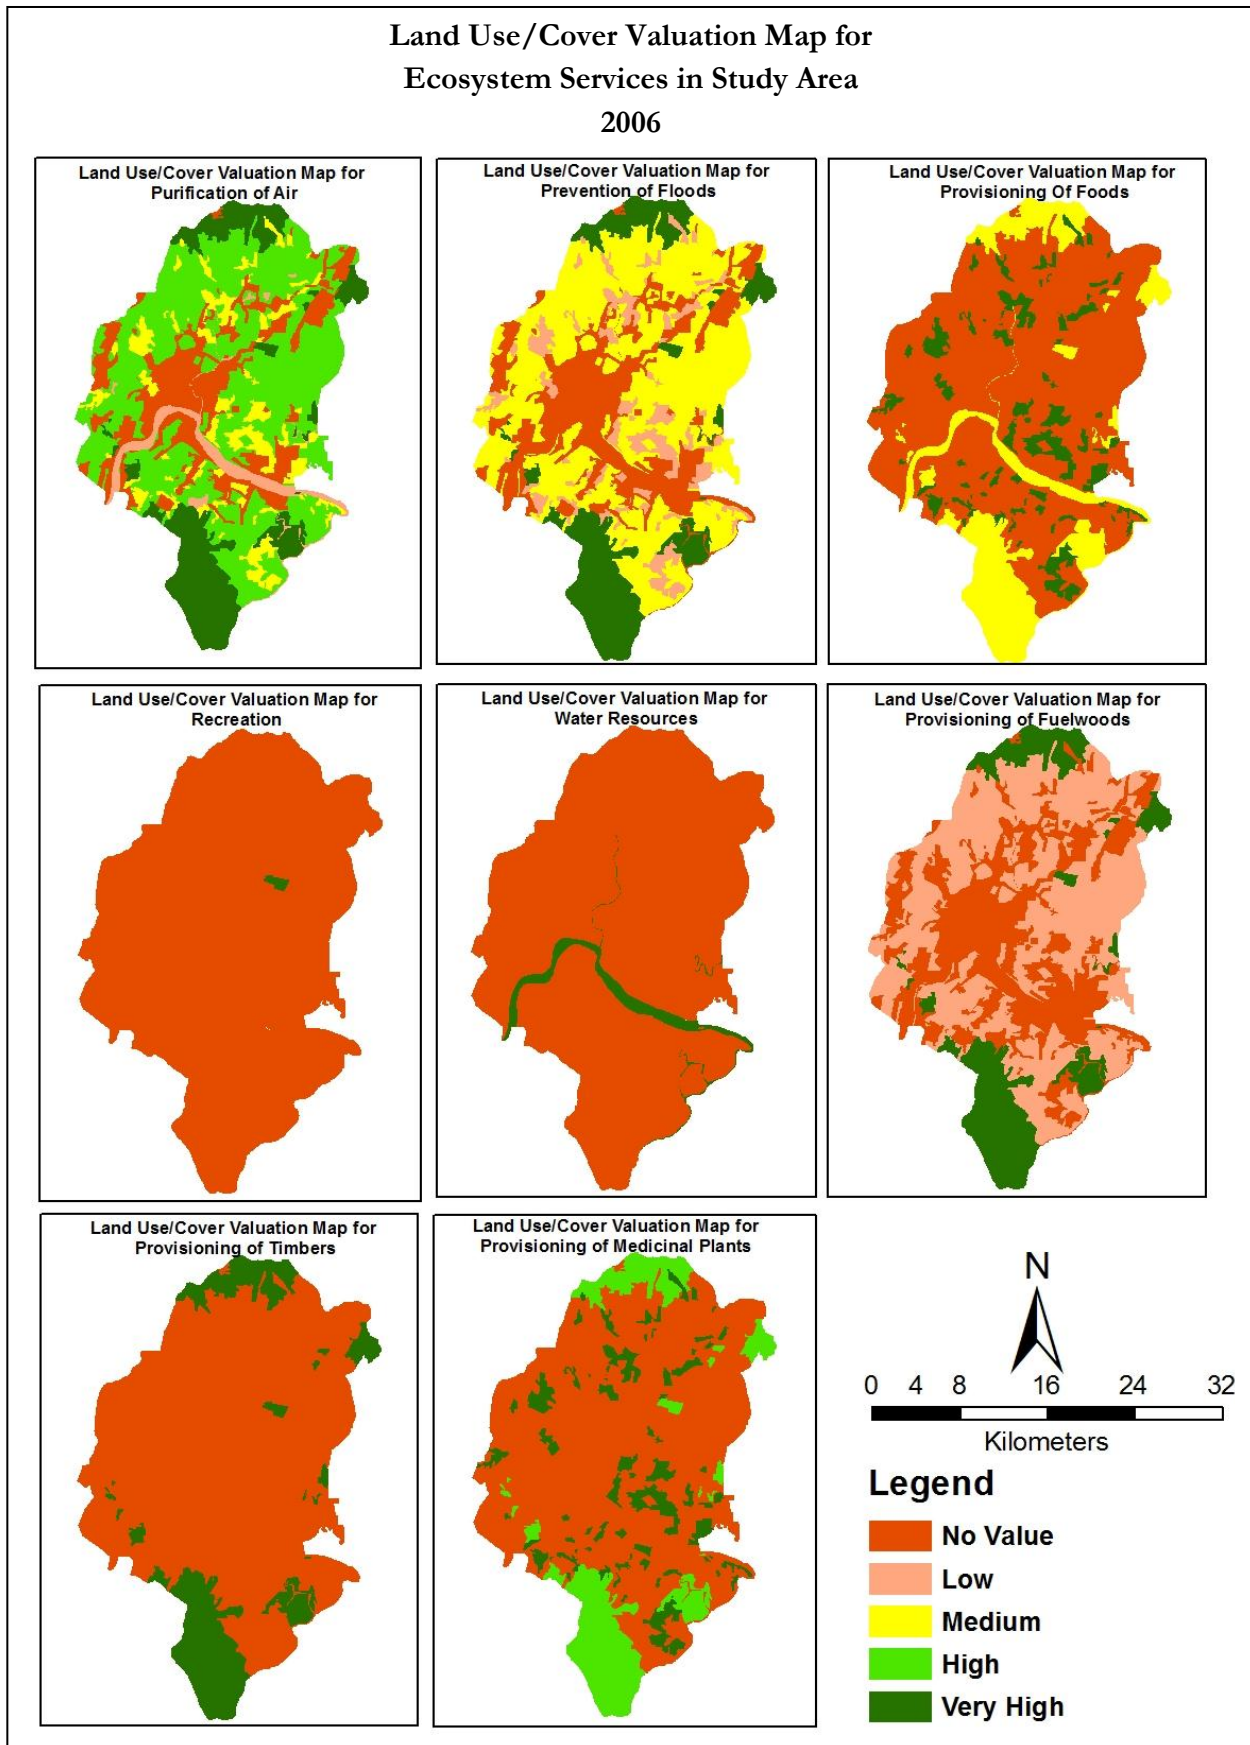 Land Use/Cover Valuation Map for
Ecosystem Services in Study Area
2006
Land Use/Cover Valuation Map for
Purification of Air
Land Use/Cover Valuation Map for
Prevention of Floods
Land Use/Cover Valuation Map for
Provisioning Of Foods
Land Use/Cover Valuation Map for
Recreation
Land Use/Cover Valuation Map for
Water Resources
Land Use/Cover Valuation Map for
Provisioning of Fuelwoods
Land Use/Cover Valuation Map for
Provisioning of Timbers
Land Use/Cover Valuation Map for
Provisioning of Medicinal Plants
N
0 4 8 16 24 32
Kilometers
Legend
No Value
Low
Medium
High
Very High